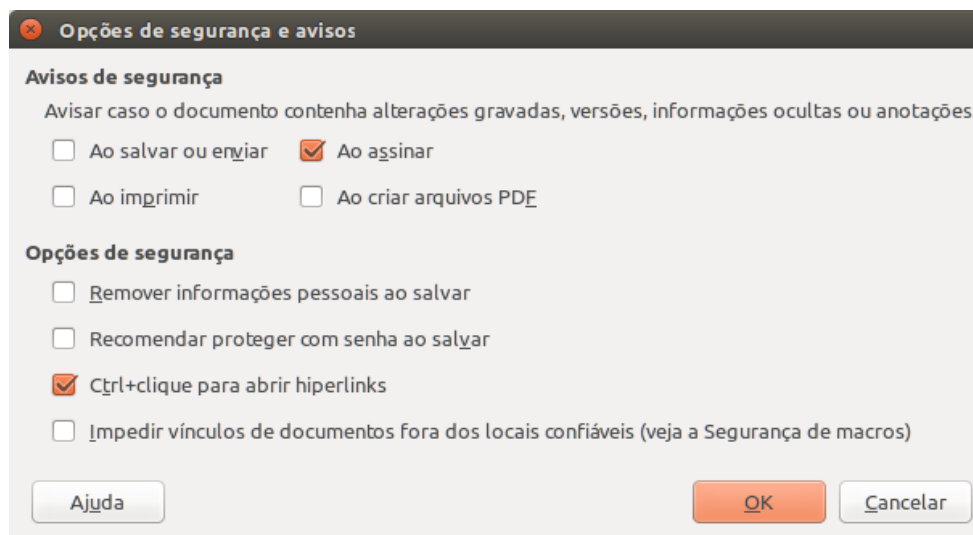 Opções de segurança e avisos
Avisos de segurança
Avisar caso o documento contenha alterações gravadas, versões, informações ocultas ou anotações
Ao salvar ou enviar Ao assinar
Ao imprimir Ao criar arquivos PDF
Opções de segurança
Remover informações pessoais ao salvar
Recomendar proteger com senha ao salvar
Ctrl+clique para abrir hiperlinks
Impedir vínculos de documentos fora dos locais confiáveis (veja a Segurança de macros)
Ajuda OK Cancelar